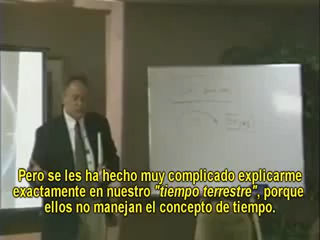 Pero se les ha hecho muy complicado explicarme
exactamente en nuestro "tiempo terrestre", porque
ellos no manejan el concepto de tiempo.